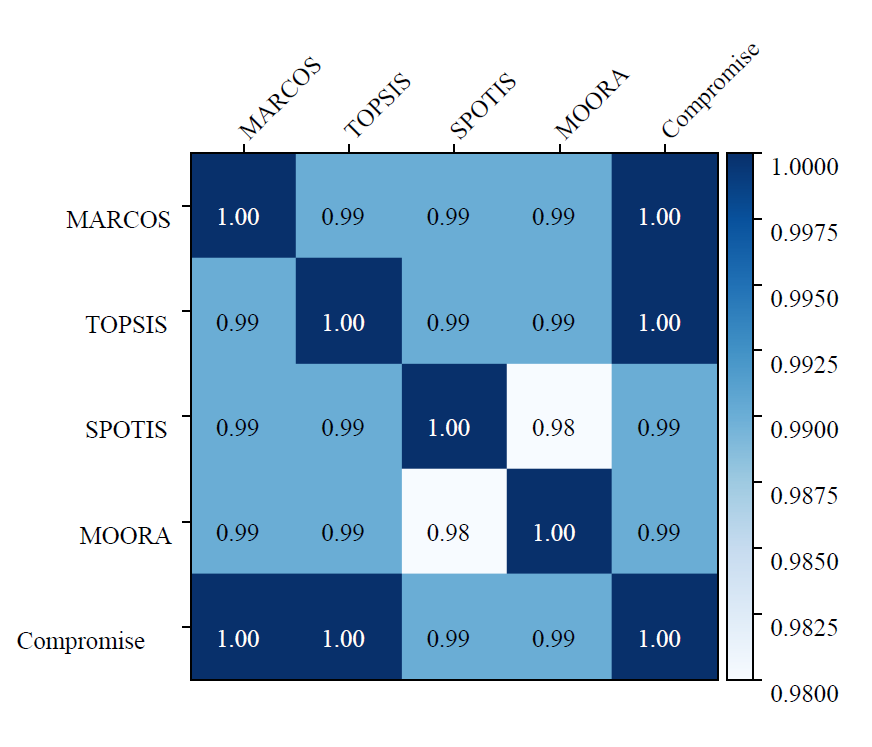 MARCOS TOPSIS SPOTIS MOORA Compromise
MARCOS 1.00 0.99 0.99 0.99 1.00
TOPSIS 0.99 1.00 0.99 0.99 1.00
SPOTIS 0.99 0.99 1.00 0.98 0.99
MOORA 0.99 0.99 0.98 1.00 0.99
Compromise 1.00 1.00 0.99 0.99 1.00
1.0000
0.9975
0.9950
0.9925
0.9900
0.9875
0.9850
0.9825
0.9800